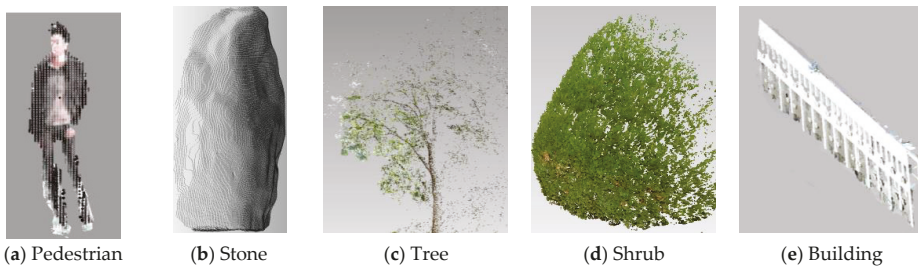 (a) Pedestrian
(b) Stone
(c) Tree
(d) Shrub
(e) Building